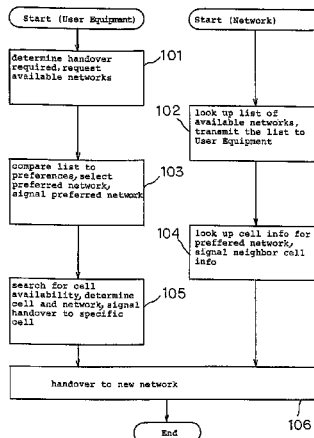 Start (User Equipment)
Start (Network)
101
determine handover
required, request
available networks
102
look up list of
available networks,
transmit the list to
User Equipment
103
compare list to
preferences, select
preferred network,
signal preferred network
104
look up cell info for
preffered network,
signal neighbor cell
info
105
search for cell
availability, determine
cell and network, signal
handover to specific
cell
handover to new network
106
End